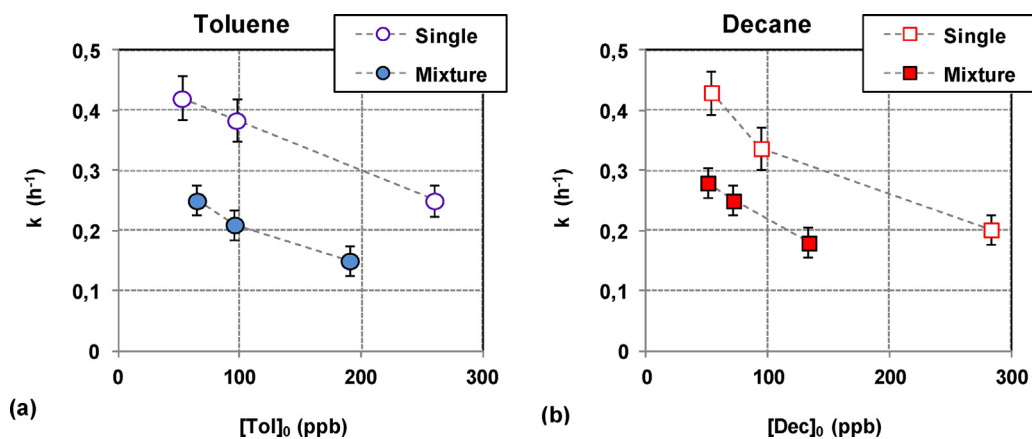 Toluene
Single
Mixture
0,5
0,4
0,3
0,2
0,1
0
k (h⁻¹)
0
100
200
300
[Tol]₀ (ppb)
(a)
Decane
Single
Mixture
0,5
0,4
0,3
0,2
0,1
0
k (h⁻¹)
0
100
200
300
[Dec]₀ (ppb)
(b)